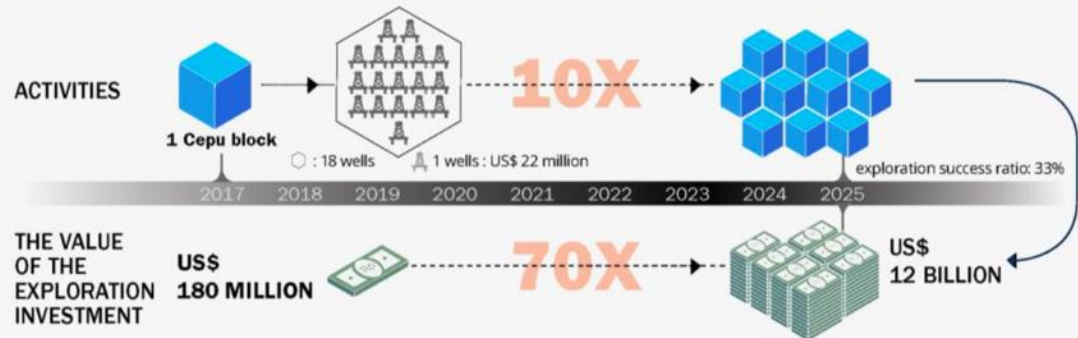 ACTIVITIES
1 Cepu block
10X
: 18 wells
1 wells : US$ 22 million
exploration success ratio: 33%
2017 2018 2019 2020 2021 2022 2023 2024 2025
THE VALUE
OF THE
EXPLORATION
INVESTMENT
US$
180 MILLION
70X
US$
12 BILLION